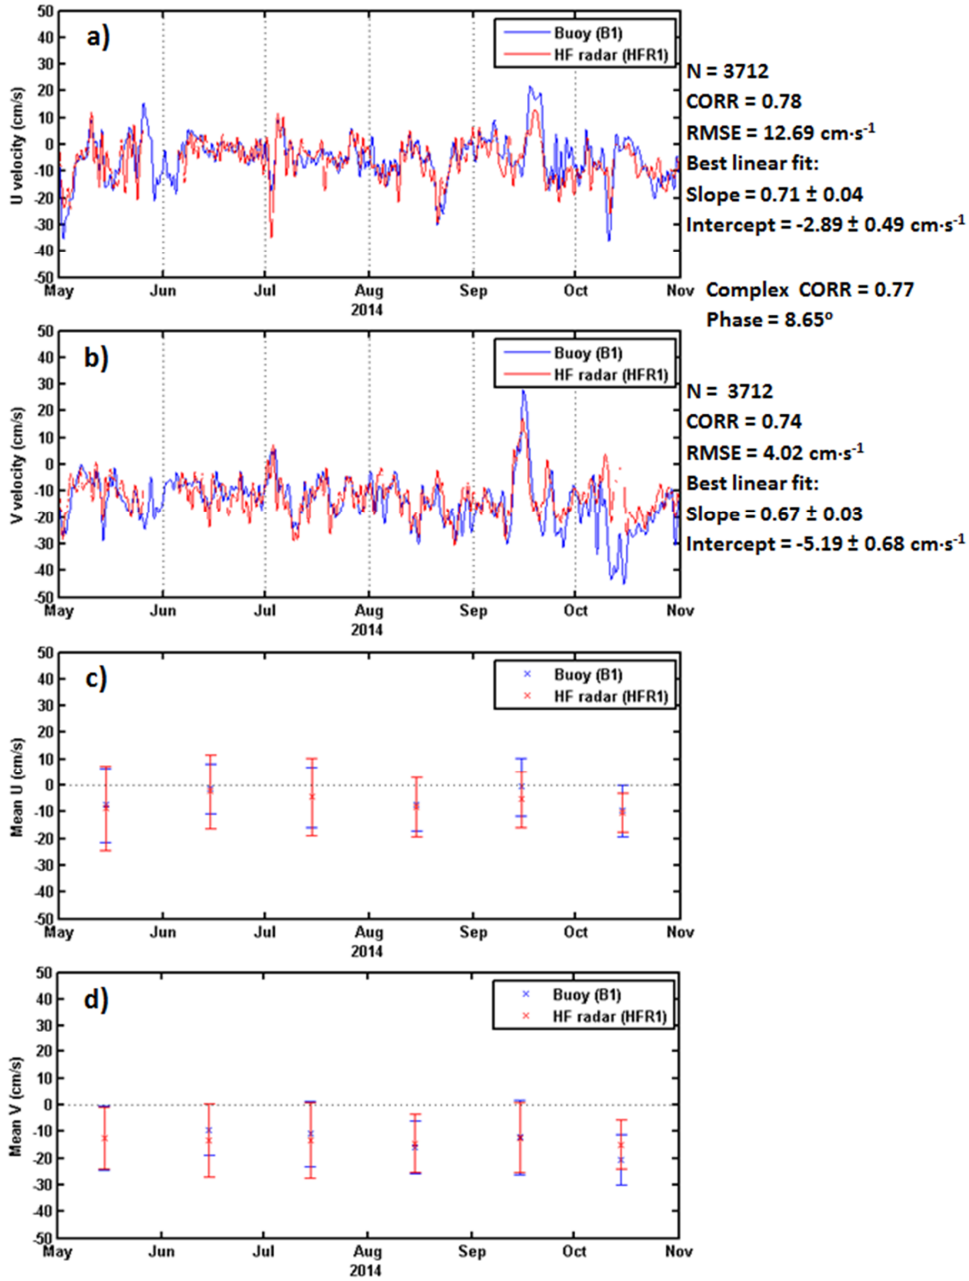 a)
Buoy (B1)
HF radar (HFR1)
50
40
30
20
10
0
-10
-20
-30
-40
-50
U velocity (cm/s)
May Jun Jul Aug Sep Oct Nov
2014
N = 3712
CORR = 0.78
RMSE = 12.69 cm·s-1
Best linear fit:
Slope = 0.71 ± 0.04
Intercept = -2.89 ± 0.49 cm·s-1
Complex CORR = 0.77
Phase = 8.65º
b)
Buoy (B1)
HF radar (HFR1)
50
40
30
20
10
0
-10
-20
-30
-40
-50
V velocity (cm/s)
May Jun Jul Aug Sep Oct Nov
2014
N = 3712
CORR = 0.74
RMSE = 4.02 cm·s-1
Best linear fit:
Slope = 0.67 ± 0.03
Intercept = -5.19 ± 0.68 cm·s-1
c)
Buoy (B1)
HF radar (HFR1)
50
40
30
20
10
0
-10
-20
-30
-40
-50
Mean U (cm/s)
May Jun Jul Aug Sep Oct Nov
2014
d)
Buoy (B1)
HF radar (HFR1)
50
40
30
20
10
0
-10
-20
-30
-40
-50
Mean V (cm/s)
May Jun Jul Aug Sep Oct Nov
2014